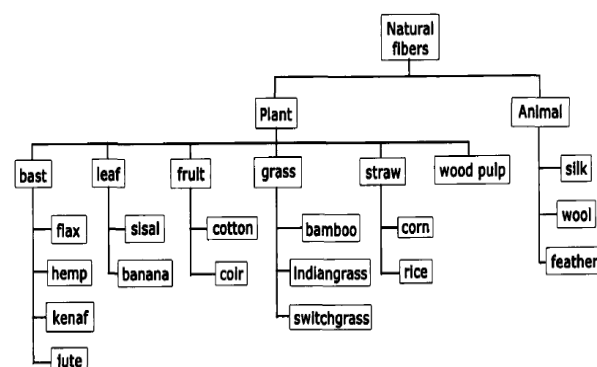 Natural
fibers
Plant
Animal
bast
leaf
fruit
grass
straw
wood pulp
silk
flax
sisal
cotton
bamboo
corn
wool
hemp
banana
coir
Indiangrass
rice
feather
kenaf
switchgrass
jute